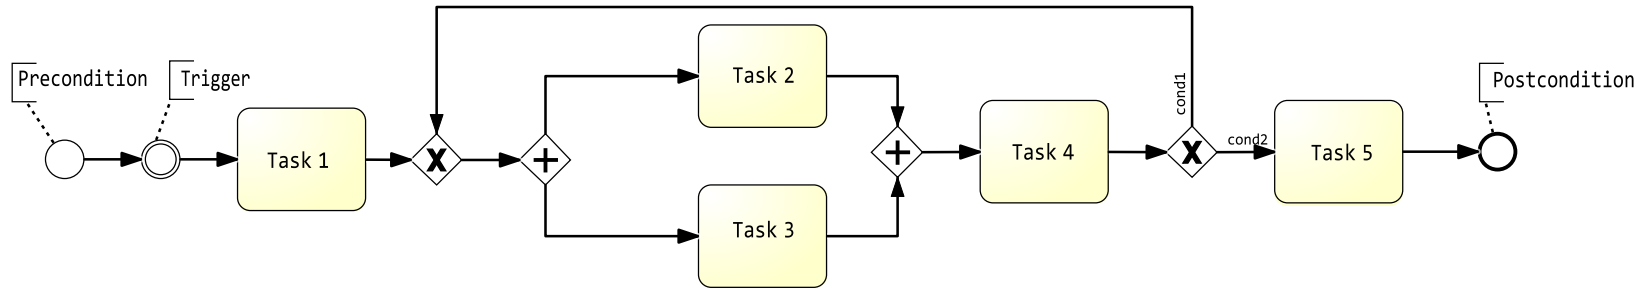 Precondition
Trigger
Task 1
Task 2
Task 3
Task 4
cond1
cond2
Task 5
Postcondition